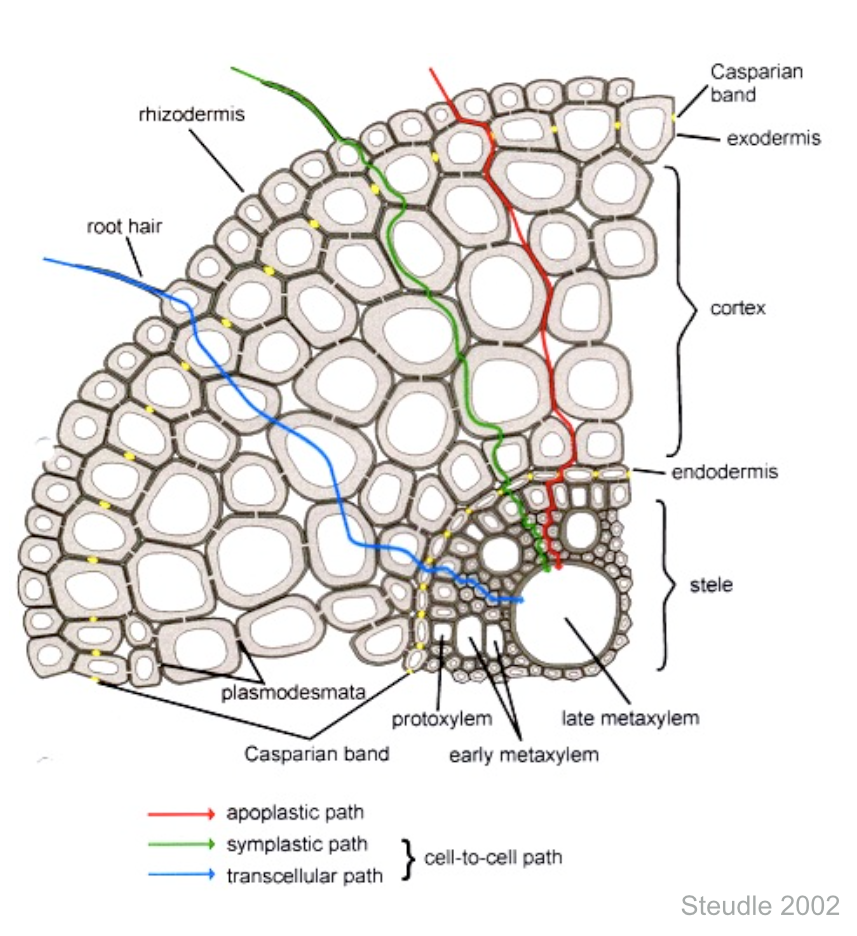 Casparian
band
rhizodermis
exodermis
root hair
cortex
endodermis
stele
plasmodesmata
protoxylem
late metaxylem
Casparian band
early metaxylem
apoplastic path
symplastic path
cell-to-cell path
transcellular path
Steudle 2002